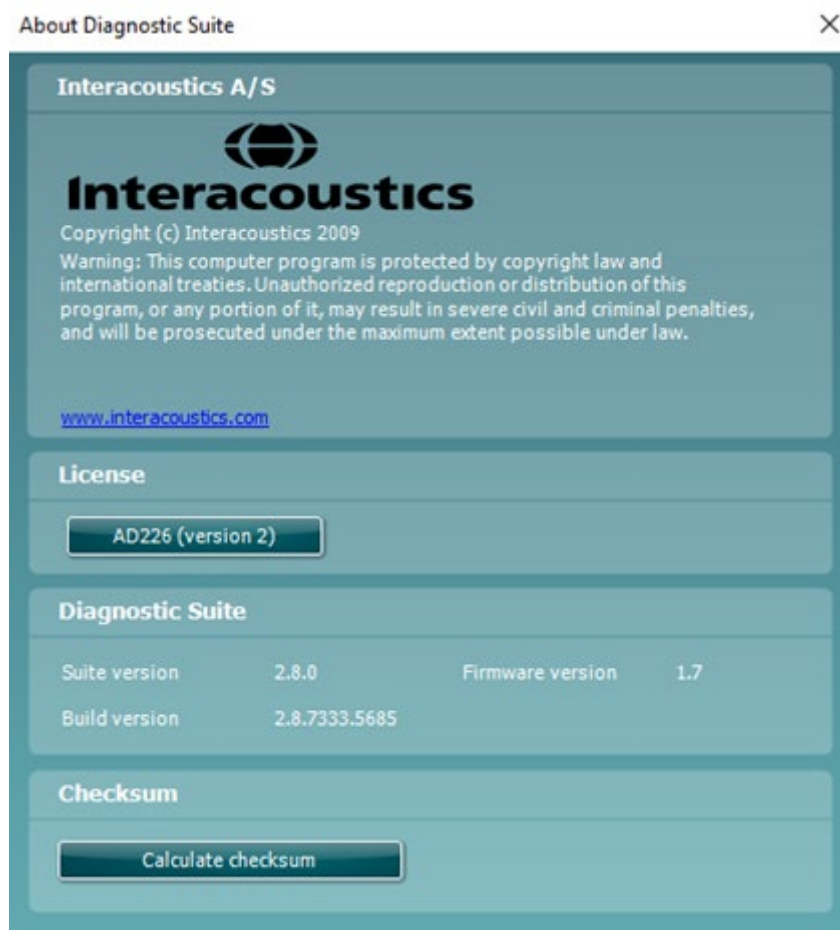 About Diagnostic Suite
Interacoustics A/S
Interacoustics
Copyright (c) Interacoustics 2009
Warning: This computer program is protected by copyright law and
international treaties. Unauthorized reproduction or distribution of this
program, or any portion of it, may result in severe civil and criminal penalties,
and will be prosecuted under the maximum extent possible under law.
www.interacoustics.com
License
AD226 (version 2)
Diagnostic Suite
Suite version 2.8.0 Firmware version 1.7
Build version 2.8.7333.5685
Checksum
Calculate checksum